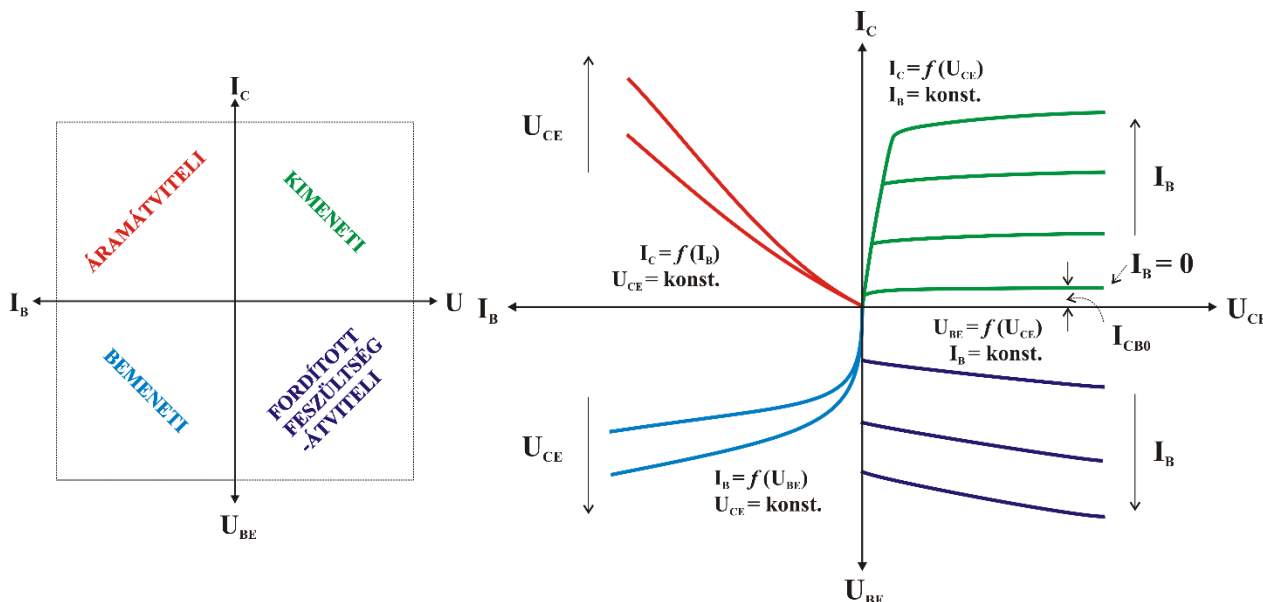 I_C
ÁRAMÁTVITELI
KIMENETI
I_B
U
BEMENETI
FORDÍTOTT
FESZÜLTSÉG
-ÁTVITELI
U_BE
I_C
I_C = f(U_CE)
I_B = konst.
U_CE
I_B
I_C = f(I_B)
U_CE = konst.
I_B = 0
I_B
U_CE
U_BE = f(U_CE)
I_B = konst.
I_CB0
U_CE
I_B = f(U_BE)
U_CE = konst.
I_B
U_BE